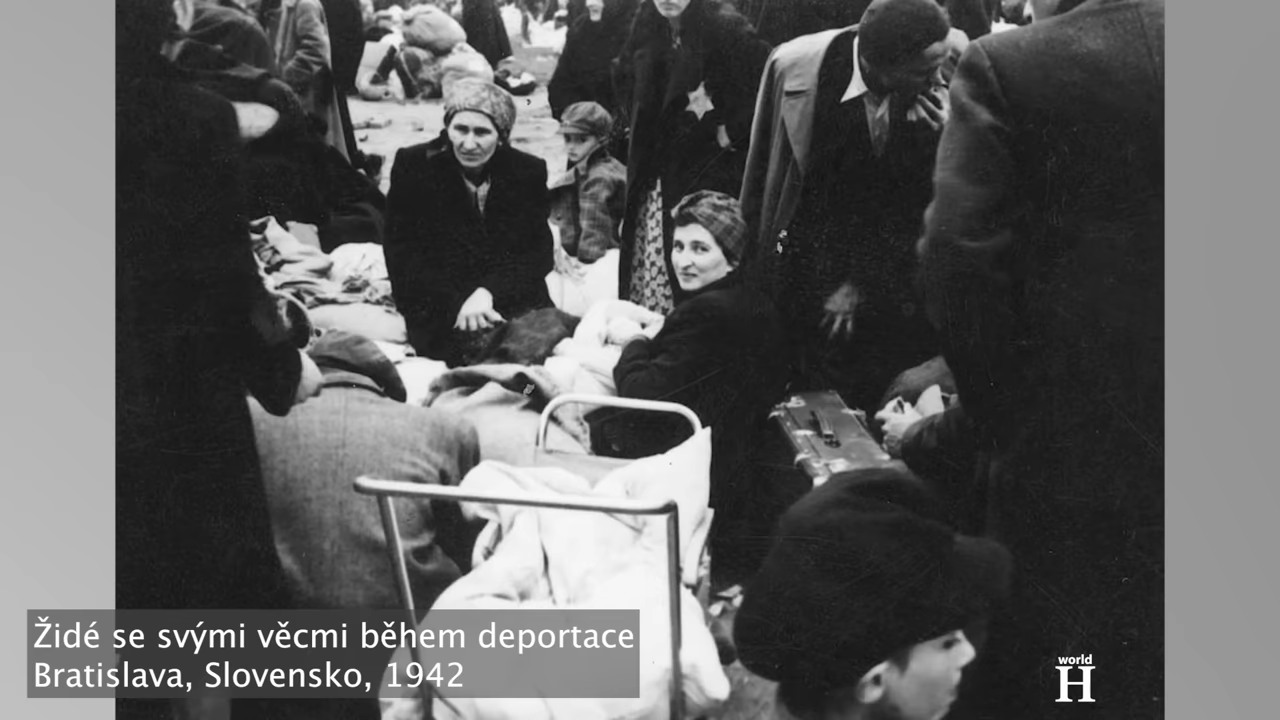 Židé se svými věcmi během deportace
Bratislava, Slovensko, 1942
world
H